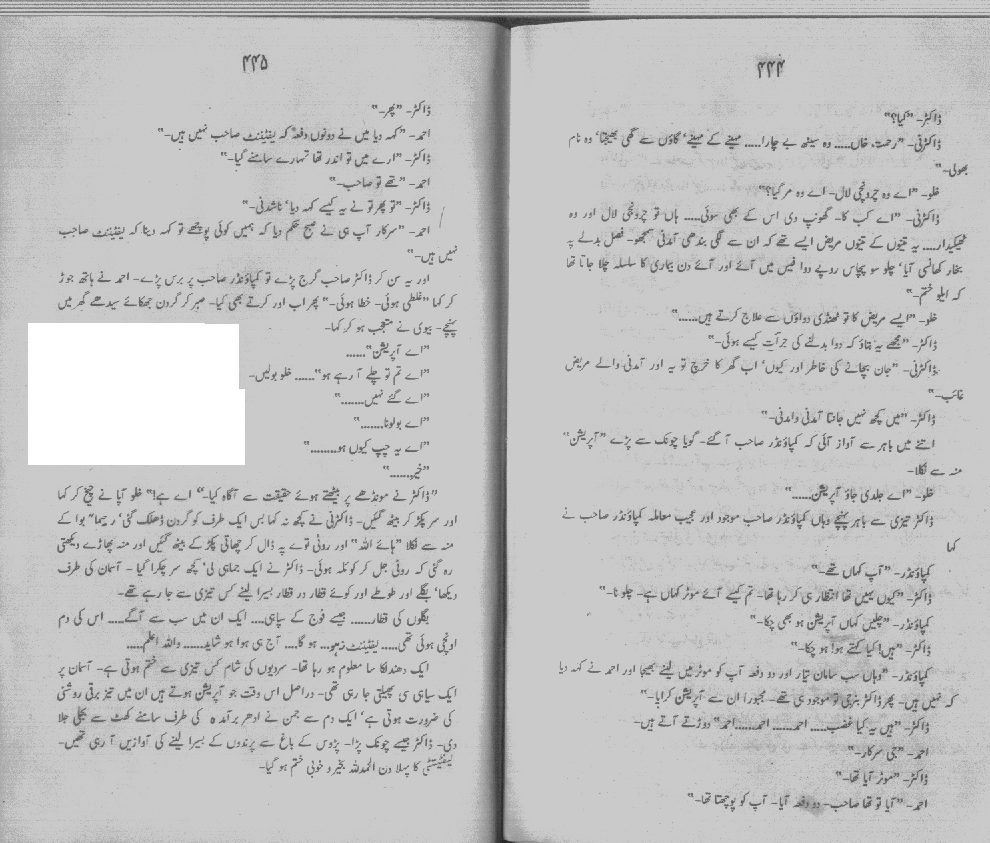 ۲۲۴
ڈاکٹر۔ "کیا؟"
ڈاکٹرنی۔ "رحمت خاں..... وہ سیٹھ بے چارا..... مہینے کے مہینے' گاؤں سے گھی بھیجتا' وہ نام
بھولی۔"
خلو۔ "اے وہ چرونجی لال۔ اے وہ مر گیا؟"
ڈاکٹرنی۔ "اے کب کا۔ گھونپ دی اس کے بھی سوئی..... ہاں تو چرونجی لال اور وہ
ٹھیکیدار.... یہ تینوں کے تینوں مریض ایسے تھے کہ ان سے لگی بندھی آمدنی سمجھو۔ فصل بدلے پہ
بخار کھانسی آیا' چلو سو پچاس روپے دوا فیس میں آئے اور آئے دن بیماری کا سلسلہ چلا جاتا تھا
کہ ایلو ختم۔"
خلو۔ "ایسے مریض کا تو ٹھنڈی دواؤں سے علاج کرتے ہیں......"
ڈاکٹر۔ "مجھے یہ بتاؤ کہ دوا بدلنے کی جرأت کیسے ہوئی۔"
ڈاکٹرنی۔ "جان بچانے کی خاطر اور کیوں' اب گھر کا خرچ تو یہ اور آمدنی والے مریض
غائب۔"
ڈاکٹر۔ "میں کچھ نہیں جانتا آمدنی وامدنی۔"
اتنے میں باہر سے آواز آئی کہ کمپاؤنڈر صاحب آ گئے۔ گویا چونک سے پڑے "آپریشن"
منہ سے نکلا۔
خلو۔ "اے جلدی جاؤ آپریشن......"
ڈاکٹر تیزی سے باہر پہنچے وہاں کمپاؤنڈر صاحب موجود اور عجیب معاملہ کمپاؤنڈر صاحب نے
کہا
کمپاؤنڈر۔ "آپ کہاں تھے۔"
ڈاکٹر۔ "کیوں یہیں تھا انتظار ہی کر رہا تھا۔ تم کیسے آئے موٹر کہاں ہے۔ چلو نا۔"
کمپاؤنڈر۔ "چلیں کہاں آپریشن ہو بھی چکا۔"
ڈاکٹر۔ "ہیں! کیا کہتے ہو! ہو چکا۔"
کمپاؤنڈر۔ "وہاں سب سامان تیار اور دو دفعہ آپ کو موٹر میں لینے بھیجا اور احمد نے کہہ دیا
کہ نہیں ہیں۔ پھر ڈاکٹر بنرجی تو موجود ہی تھے۔ مجبوراً ان سے آپریشن کرالیا۔"
ڈاکٹر۔ "ہیں یہ کیا غضب..... احمد...... احمد......احمد" دوڑتے آتے ہیں۔
احمد۔ "جی سرکار۔"
ڈاکٹر۔ "موٹر آیا تھا۔"
احمد۔ "آیا تو تھا صاحب۔ دو دفعہ آیا۔ آپ کو پوچھتا تھا۔"
۲۲۵
ڈاکٹر۔ "پھر۔"
احمد۔ "کہہ دیا میں نے دونوں دفعہ کہ لیفٹیننٹ صاحب نہیں ہیں۔"
ڈاکٹر۔ "ارے میں تو اندر تھا تمہارے سامنے گیا۔"
احمد۔ "تھے تو صاحب۔"
ڈاکٹر۔ "تو پھر تو نے یہ کیسے کہہ دیا' ناشدنی۔"
احمد۔ "سرکار آپ ہی نے صبح حکم دیا کہ ہمیں کوئی پوچھے تو کہہ دینا کہ لیفٹیننٹ صاحب
نہیں ہیں۔"
اور یہ سن کر ڈاکٹر صاحب گرج پڑے تو کمپاؤنڈر صاحب پر برس پڑے۔ احمد نے ہاتھ جوڑ
کر کہا "غلطی ہوئی۔ خطا ہوئی۔" پھر اب اور کرتے بھی کیا۔ صبر کر گردن جھکائے سیدھے گھر میں
پہنچے۔ بیوی نے متعجب ہو کر کہا۔
"اے آپریشن"......
"اے تم تو چلے آ رہے ہو"...... خلو بولیں۔
"اے گئے نہیں......."
"اے بولو نا......."
"اے یہ چپ کیوں ہو........"
"خیر......"
"ڈاکٹر نے مونڈھے پر بیٹھتے ہوئے حقیقت سے آگاہ کیا۔" اے ہے!" خلو آپا نے چیخ کر کہا
اور سر پکڑ کر بیٹھ گئیں۔ ڈاکٹرنی نے کچھ نہ کہا بس ایک طرف کو گردن ڈھلک گئی' رحیما" بوا کے
منہ سے نکلا "ہائے اللہ" اور روٹی توے پہ ڈال کر چھاتی پکڑ کے بیٹھ گئیں اور منہ پھاڑے دیکھتی
رہ گئی کہ روٹی جل کر کوئلہ ہوئی۔ ڈاکٹر نے ایک جماہی لی' کچھ سر چکرا گیا ۔ آسمان کی طرف
دیکھا' بگلے اور طوطے اور کوئے قطار در قطار بسیرا لینے کس تیزی سے جا رہے تھے۔
بگلوں کی قطار...... جیسے فوج کے سپاہی.... ایک ان میں سب سے آگے..... اس کی دم
اونچی ہوئی تھی..... لیفٹیننٹ ... ہو گا.... آج ہی ہوا ہو شاید...... واللہ اعلم.....
ایک دھندلکا سا معلوم ہو رہا تھا۔ سردیوں کی شام کس تیزی سے ختم ہوتی ہے۔ آسمان پر
ایک سیاہی سی پھیلتی جا رہی تھی۔ دراصل اس وقت جو آپریشن ہوتے ہیں ان میں تیز برقی روشنی
کی ضرورت ہوتی ہے' ایک دم سے جمن نے ادھر برآمدہ کی طرف سامنے کھٹ سے بجلی جلا
دی۔ ڈاکٹر جیسے چونک پڑا۔ پڑوس کے باغ سے پرندوں کے بسیرا لینے کی آوازیں آ رہی تھیں۔
لیفٹیننٹی کا پہلا دن الحمدللہ بخیر و خوبی ختم ہو گیا۔